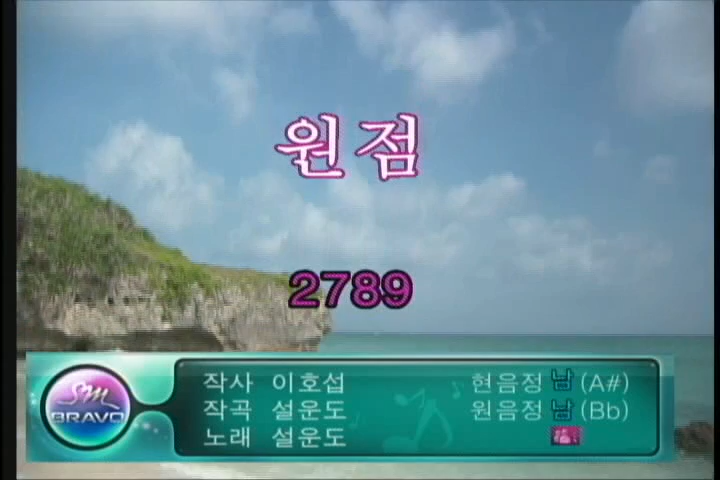 원점
2789
작사 이호섭 현음정 남 (A#)
작곡 설운도 원음정 남 (Bb)
노래 설운도
SM
BRAVO